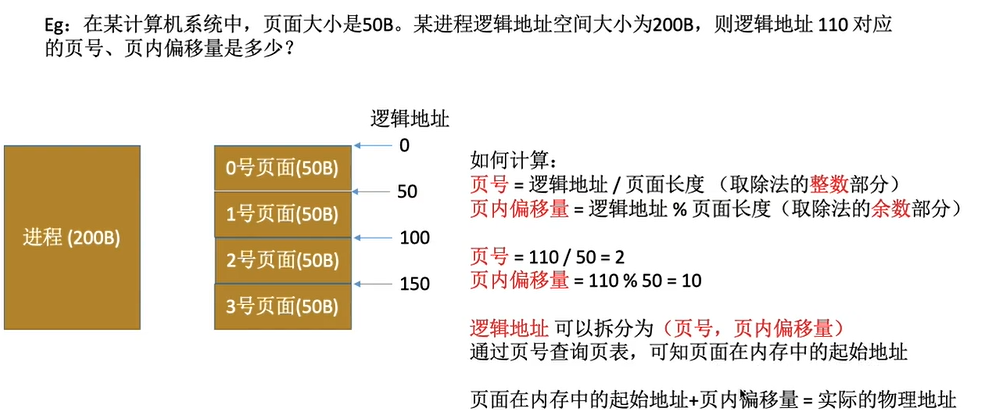 Eg：在某计算机系统中，页面大小是50B。某进程逻辑地址空间大小为200B，则逻辑地址 110 对应
的页号、页内偏移量是多少？
逻辑地址
进程 (200B)
0号页面(50B)
1号页面(50B)
2号页面(50B)
3号页面(50B)
0
50
100
150
如何计算：
页号 = 逻辑地址 / 页面长度 （取除法的整数部分）
页内偏移量 = 逻辑地址 % 页面长度（取除法的余数部分）
页号 = 110 / 50 = 2
页内偏移量 = 110 % 50 = 10
逻辑地址 可以拆分为（页号，页内偏移量）
通过页号查询页表，可知页面在内存中的起始地址
页面在内存中的起始地址+页内偏移量 = 实际的物理地址